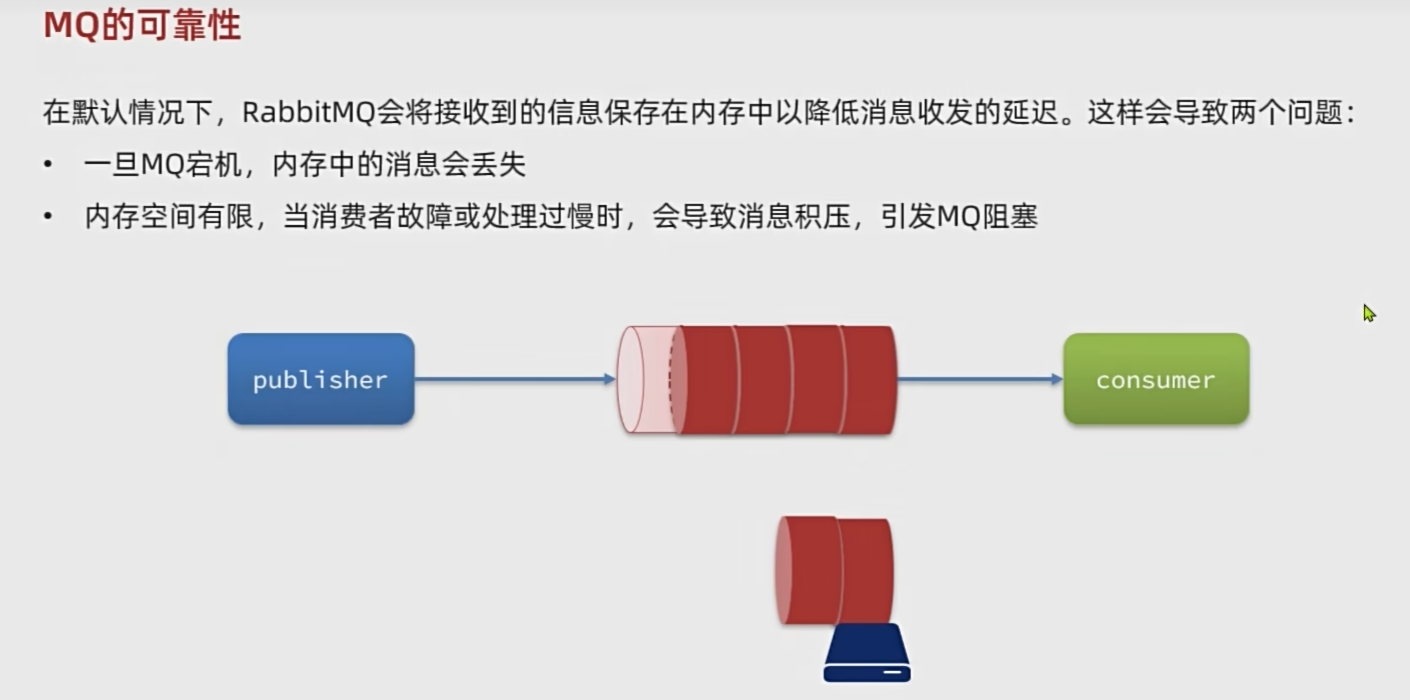 MQ的可靠性
在默认情况下，RabbitMQ会将接收到的信息保存在内存中以降低消息收发的延迟。这样会导致两个问题：
• 一旦MQ宕机，内存中的消息会丢失
• 内存空间有限，当消费者故障或处理过慢时，会导致消息积压，引发MQ阻塞
publisher
consumer